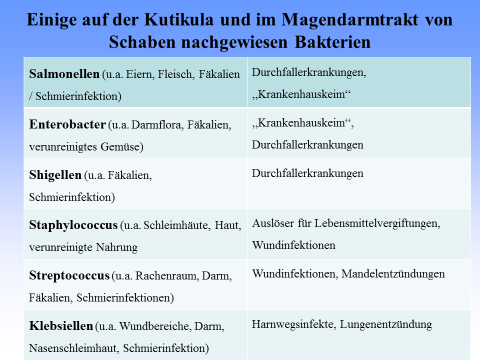 Einige auf der Kutikula und im Magendarmtrakt von
Schaben nachgewiesen Bakterien
Salmonellen (u.a. Eiern, Fleisch, Fäkalien
/ Schmierinfektion)
Durchfallerkrankungen,
„Krankenhauskeim“
Enterobacter (u.a. Darmflora, Fäkalien,
verunreinigtes Gemüse)
„Krankenhauskeim“,
Durchfallerkrankungen
Shigellen (u.a. Fäkalien,
Schmierinfektion)
Durchfallerkrankungen
Staphylococcus (u.a. Schleimhäute, Haut,
verunreinigte Nahrung
Auslöser für Lebensmittelvergiftungen,
Wundinfektionen
Streptococcus (u.a. Rachenraum, Darm,
Fäkalien, Schmierinfektionen)
Wundinfektionen, Mandelentzündungen
Klebsiellen (u.a. Wundbereiche, Darm,
Nasenschleimhaut, Schmierinfektion)
Harnwegsinfekte, Lungenentzündung